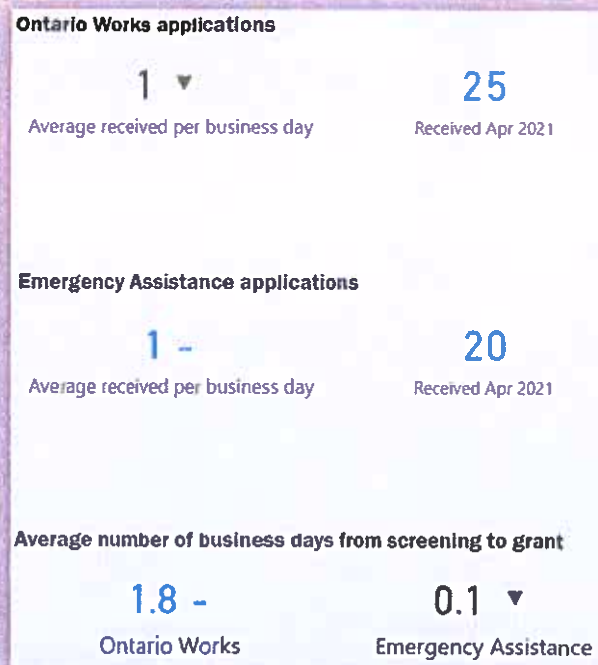 Ontario Works applications
1 ▼ 25
Average received per business day Received Apr 2021
Emergency Assistance applications
1 - 20
Average received per business day Received Apr 2021
Average number of business days from screening to grant
1.8 - 0.1 ▼
Ontario Works Emergency Assistance